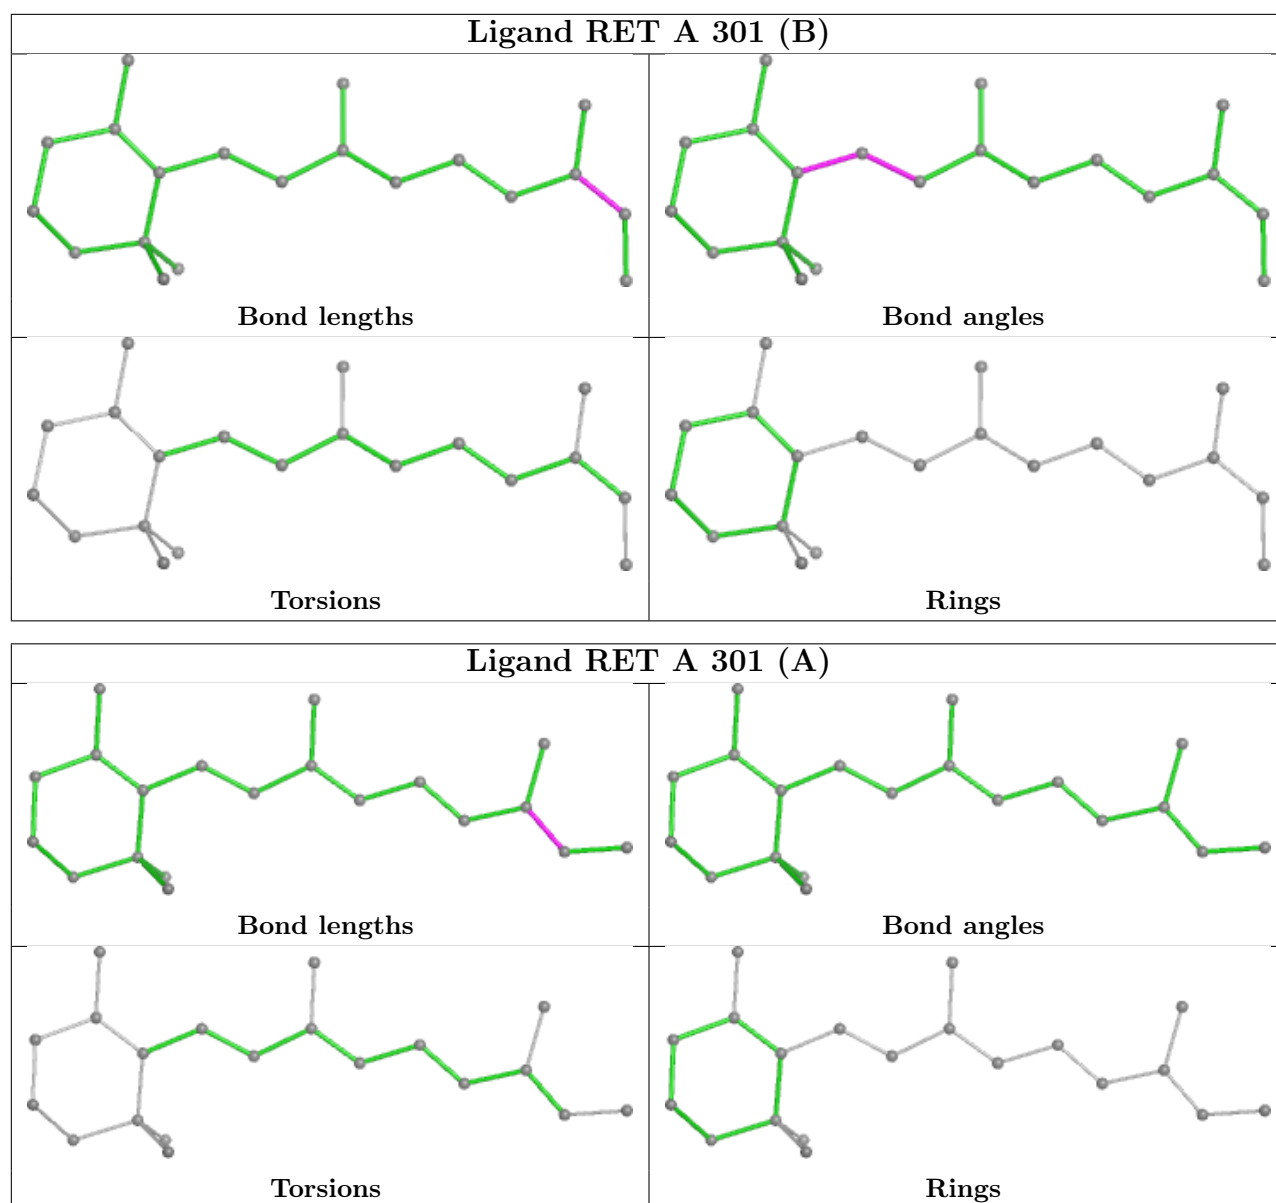 Ligand RET A 301 (B)
Bond lengths
Bond angles
Torsions
Rings
Ligand RET A 301 (A)
Bond lengths
Bond angles
Torsions
Rings